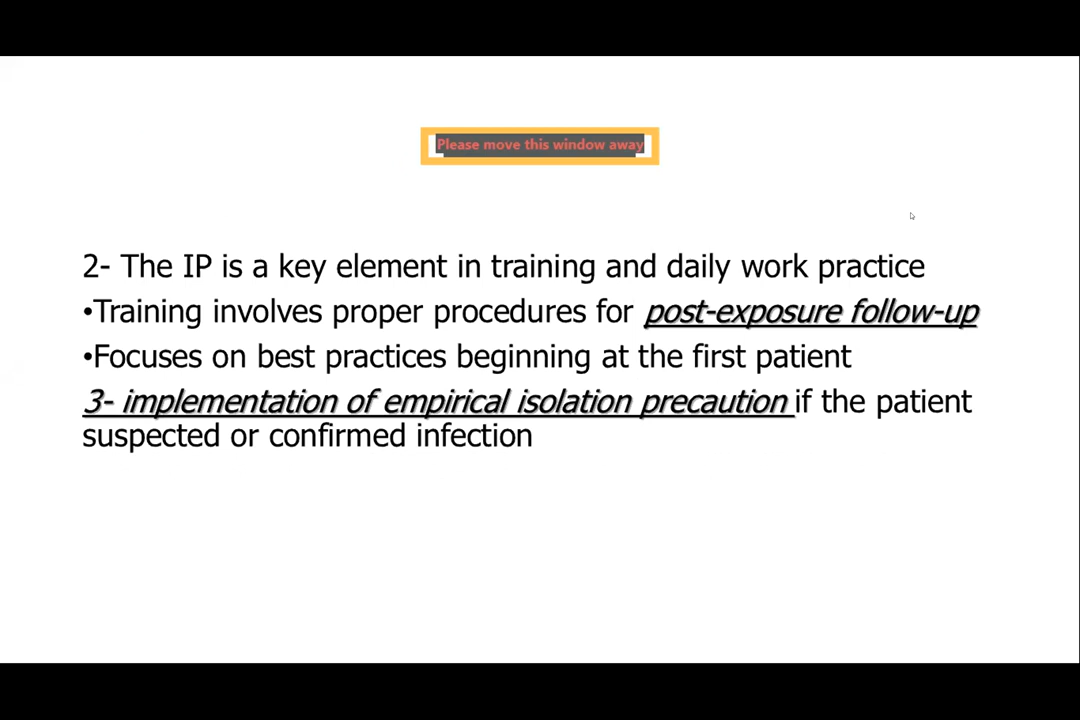 Please move this window away
2- The IP is a key element in training and daily work practice
•Training involves proper procedures for post-exposure follow-up
•Focuses on best practices beginning at the first patient
3- implementation of empirical isolation precaution if the patient
suspected or confirmed infection